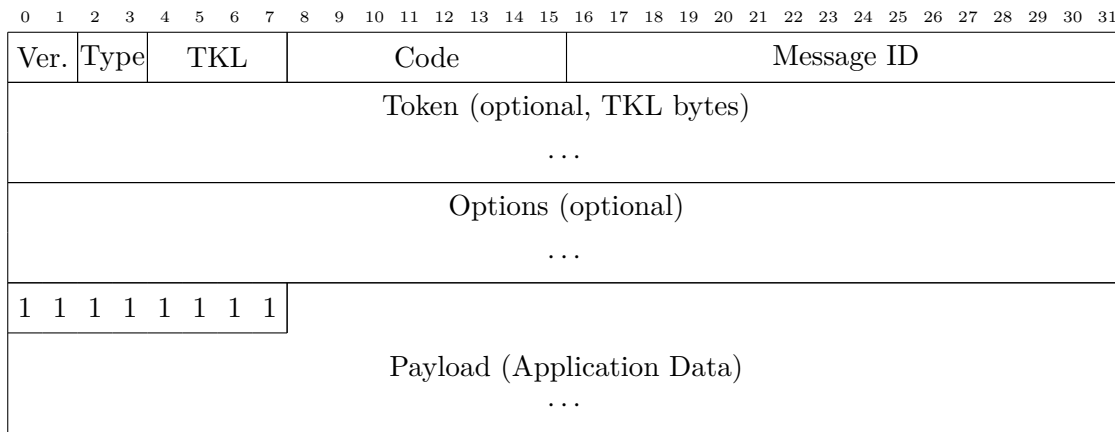 0 1 2 3 4 5 6 7 8 9 10 11 12 13 14 15 16 17 18 19 20 21 22 23 24 25 26 27 28 29 30 31
Ver. Type TKL Code Message ID
Token (optional, TKL bytes)
. . .
Options (optional)
. . .
1 1 1 1 1 1 1 1
Payload (Application Data)
. . .